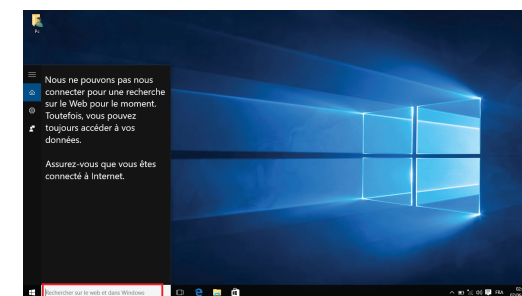 Pc
Nous ne pouvons pas nous
connecter pour une recherche
sur le Web pour le moment.
Toutefois, vous pouvez
toujours accéder à vos
données.
Assurez-vous que vous êtes
connecté à Internet.
Rechercher sur le web et dans Windows
FRA